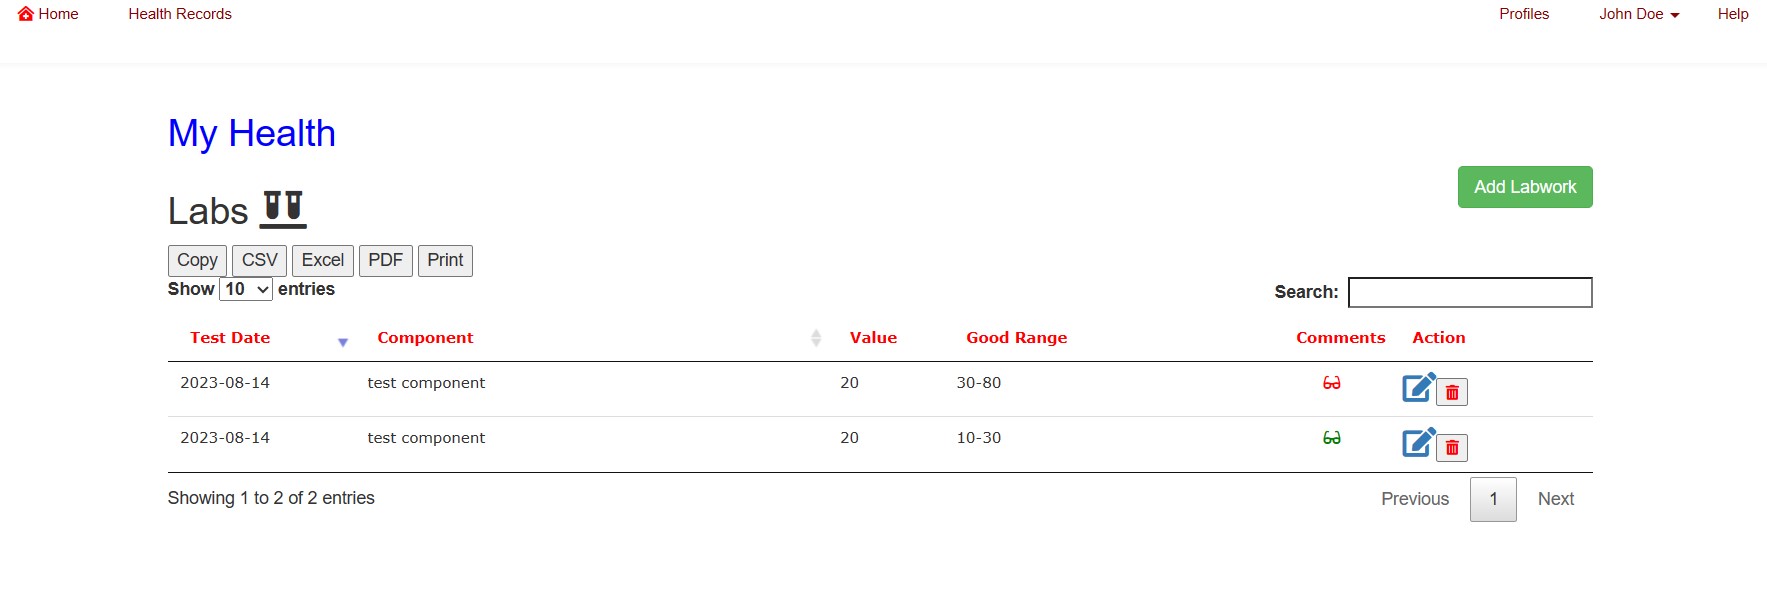 Home Health Records Profiles John Doe Help
My Health
Add Labwork
Labs
Copy CSV Excel PDF Print
Show 10 entries Search:
Test Date Component Value Good Range Comments Action
2023-08-14 test component 20 30-80
2023-08-14 test component 20 10-30
Showing 1 to 2 of 2 entries Previous 1 Next